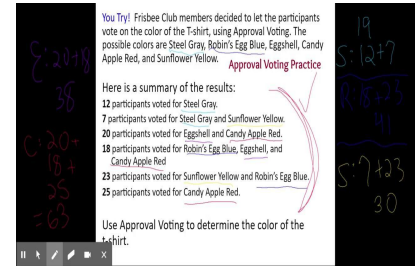 You Try! Frisbee Club members decided to let the participants
vote on the color of the T-shirt, using Approval Voting. The
possible colors are Steel Gray, Robin's Egg Blue, Eggshell, Candy
Apple Red, and Sunflower Yellow.
Approval Voting Practice
Here is a summary of the results:
12 participants voted for Steel Gray.
7 participants voted for Steel Gray and Sunflower Yellow.
20 participants voted for Eggshell and Candy Apple Red.
18 participants voted for Robin's Egg Blue, Eggshell, and
Candy Apple Red
23 participants voted for Sunflower Yellow and Robin's Egg Blue.
25 participants voted for Candy Apple Red.
Use Approval Voting to determine the color of the
t-shirt.
E: 20+18
38
C: 20+
18+
25
=63
19
S: 12+7
R: 18+23
41
S: 7+23
30